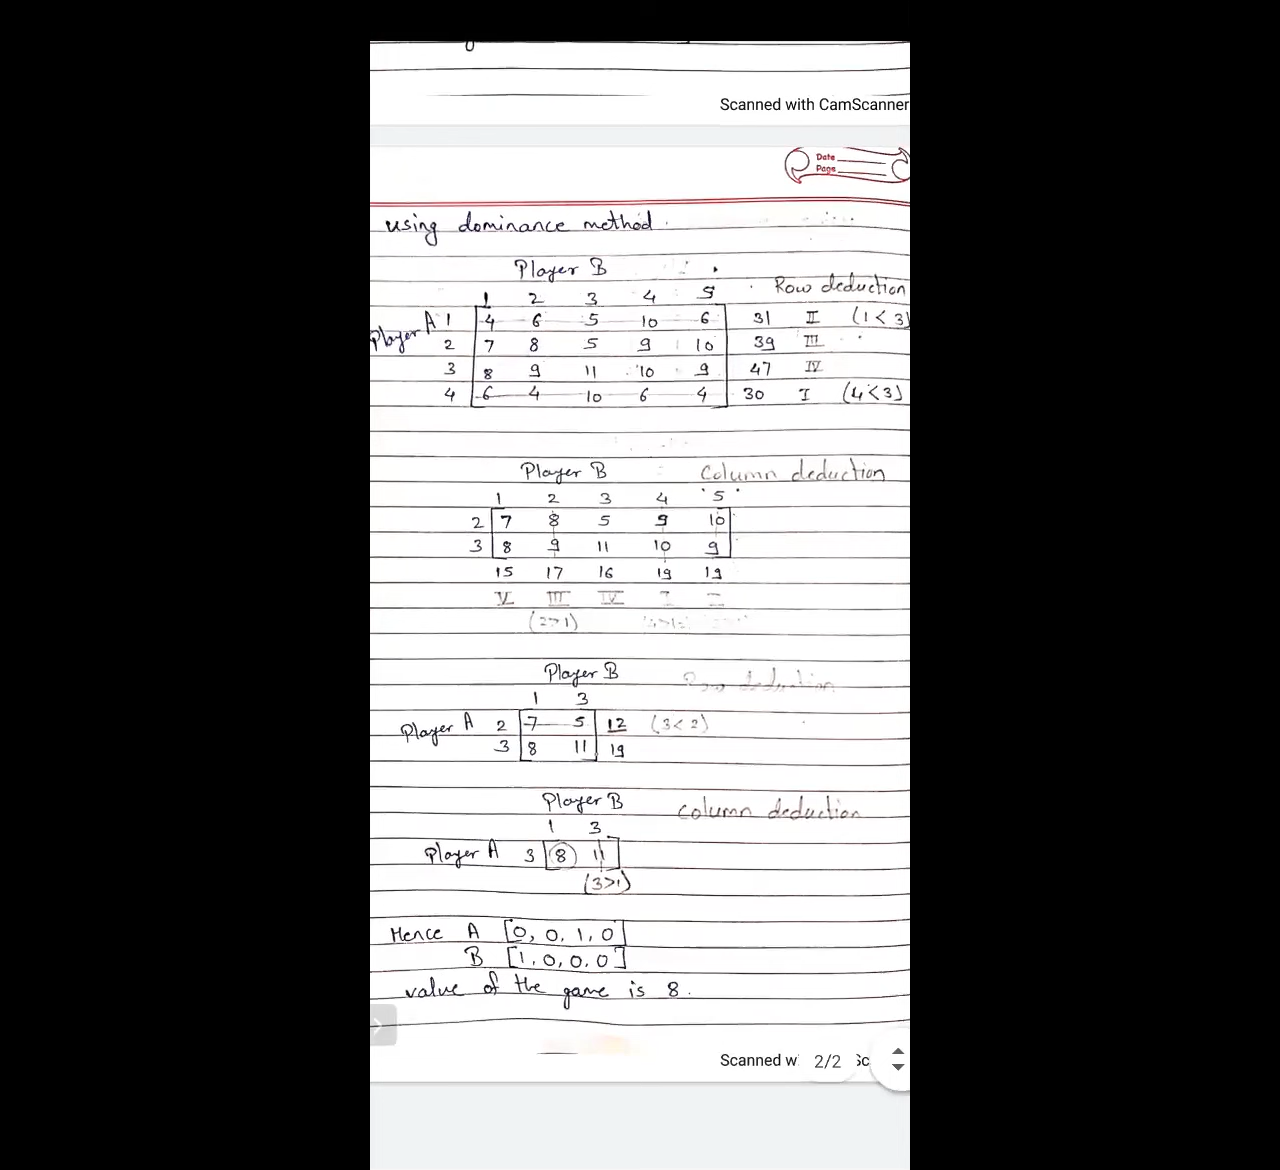 Scanned with CamScanner
Date
Page
using dominance method.
Player B
1 2 3 4 5 Row deduction
Player A 1 4 6 5 10 6 31 II (1<3)
2 7 8 5 9 10 39 III
3 8 9 11 10 9 47 IV
4 6 4 10 6 4 30 I (4<3)
Player B Column deduction
1 2 3 4 5
2 7 8 5 9 10
3 8 9 11 10 9
15 17 16 19 19
V III IV I II
(2>1)
Player B Row deduction
1 3
Player A 2 7 5 12 (3<2)
3 8 11 19
Player B column deduction
1 3
Player A 3 8 11
(3>1)
Hence A [0, 0, 1, 0]
B [1, 0, 0, 0]
value of the game is 8.
Scanned w 2/2 Sc